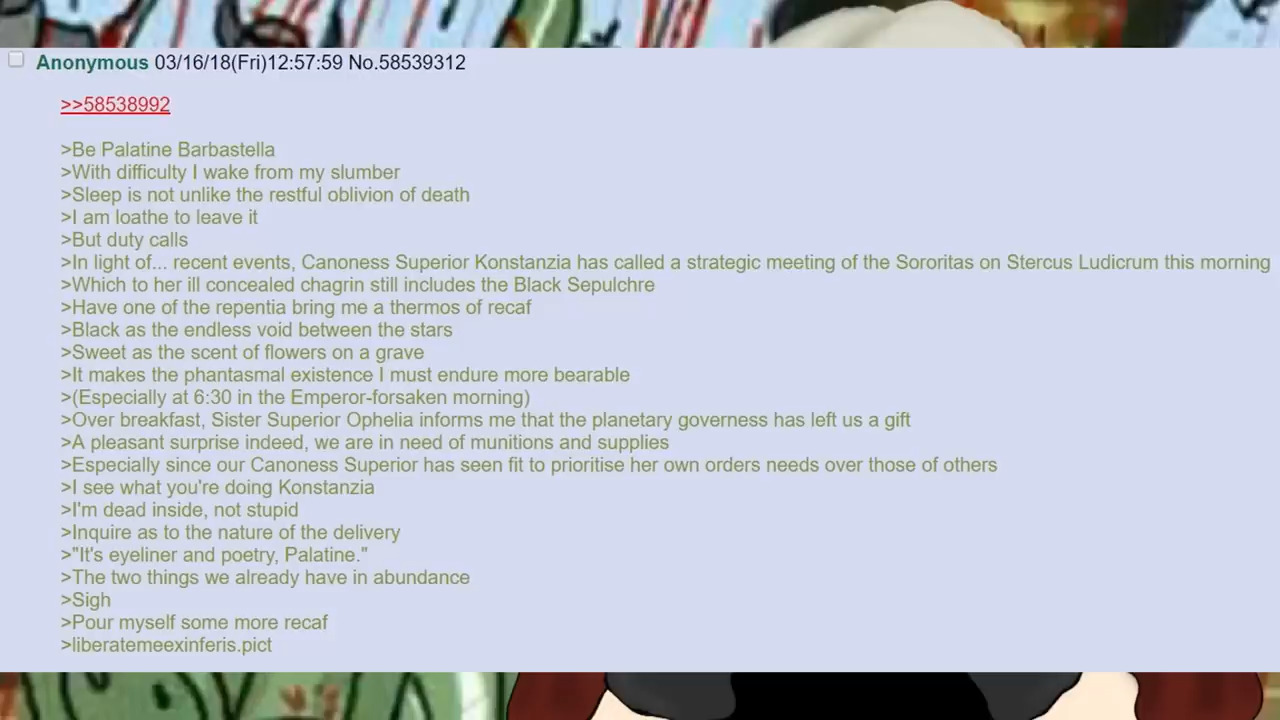 Anonymous 03/16/18(Fri)12:57:59 No.58539312
>>58538992
>Be Palatine Barbastella
>With difficulty I wake from my slumber
>Sleep is not unlike the restful oblivion of death
>I am loathe to leave it
>But duty calls
>In light of... recent events, Canoness Superior Konstanzia has called a strategic meeting of the Sororitas on Stercus Ludicrum this morning
>Which to her ill concealed chagrin still includes the Black Sepulchre
>Have one of the repentia bring me a thermos of recaf
>Black as the endless void between the stars
>Sweet as the scent of flowers on a grave
>It makes the phantasmal existence I must endure more bearable
>(Especially at 6:30 in the Emperor-forsaken morning)
>Over breakfast, Sister Superior Ophelia informs me that the planetary governess has left us a gift
>A pleasant surprise indeed, we are in need of munitions and supplies
>Especially since our Canoness Superior has seen fit to prioritise her own orders needs over those of others
>I see what you're doing Konstanzia
>I'm dead inside, not stupid
>Inquire as to the nature of the delivery
>"It's eyeliner and poetry, Palatine."
>The two things we already have in abundance
>Sigh
>Pour myself some more recaf
>liberatemeexinferis.pict